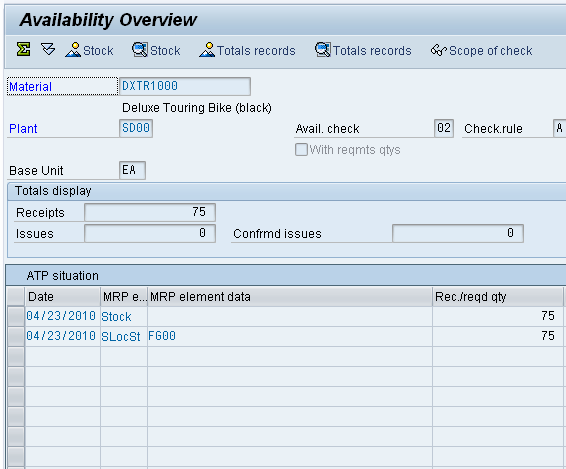 Availability Overview
Stock Stock Totals records Totals records Scope of check
Material DXTR1000
Deluxe Touring Bike (black)
Plant SD00 Avail. check 02 Check.rule A
With reqmts qtys
Base Unit EA
Totals display
Receipts 75
Issues 0 Confrmd issues 0
ATP situation
Date MRP e... MRP element data Rec./reqd qty
04/23/2010 Stock 75
04/23/2010 SLocSt FG00 75